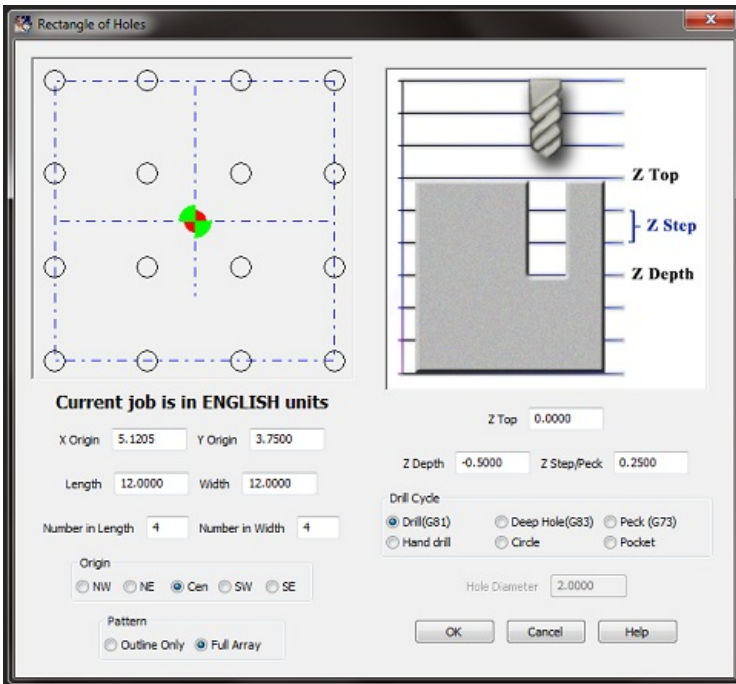 Rectangle of Holes
Z Top
Z Step
Z Depth
Current job is in ENGLISH units
X Origin 5.1205 Y Origin 3.7500
Length 12.0000 Width 12.0000
Number in Length 4 Number in Width 4
Origin
NW NE Cen SW SE
Pattern
Outline Only Full Array
Z Top 0.0000
Z Depth -0.5000 Z Step/Peck 0.2500
Drill Cycle
Drill(G81) Deep Hole(G83) Peck (G73)
Hand drill Circle Pocket
Hole Diameter 2.0000
OK Cancel Help